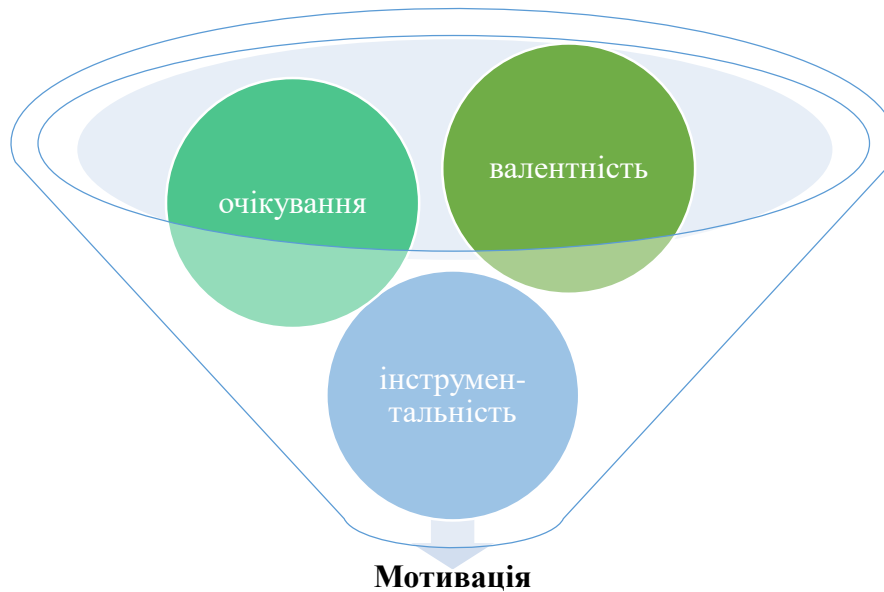 валентність
очікування
інструмен-
тальність
Мотивація